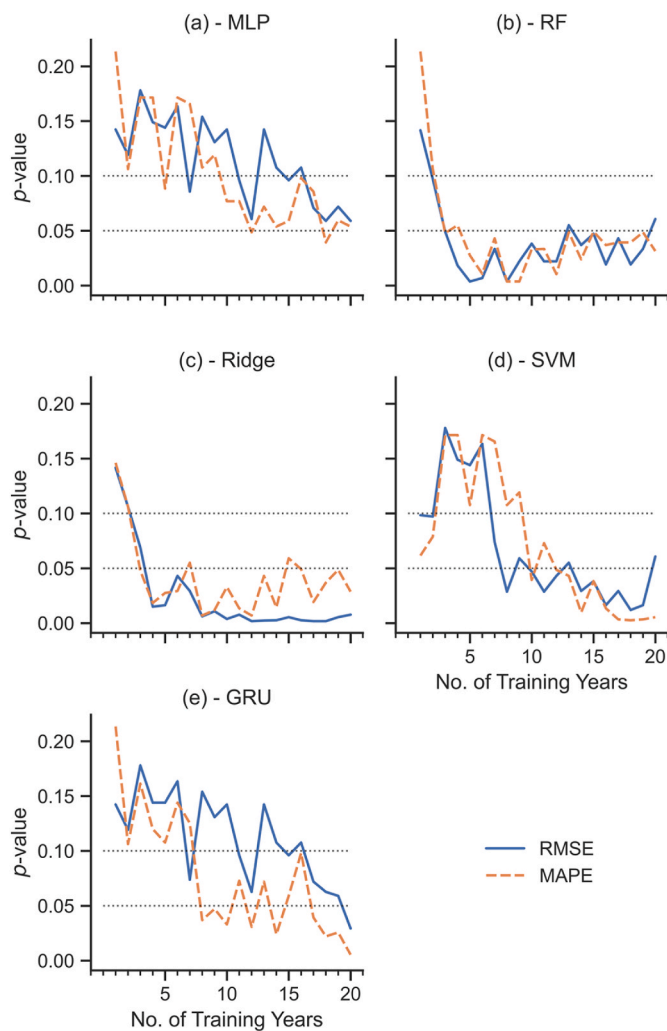 (a) - MLP
(b) - RF
0.20
0.15
0.10
0.05
0.00
p-value
(c) - Ridge
(d) - SVM
0.20
0.15
0.10
0.05
0.00
p-value
5 10 15 20
No. of Training Years
(e) - GRU
0.20
0.15
0.10
0.05
0.00
p-value
5 10 15 20
No. of Training Years
RMSE
MAPE